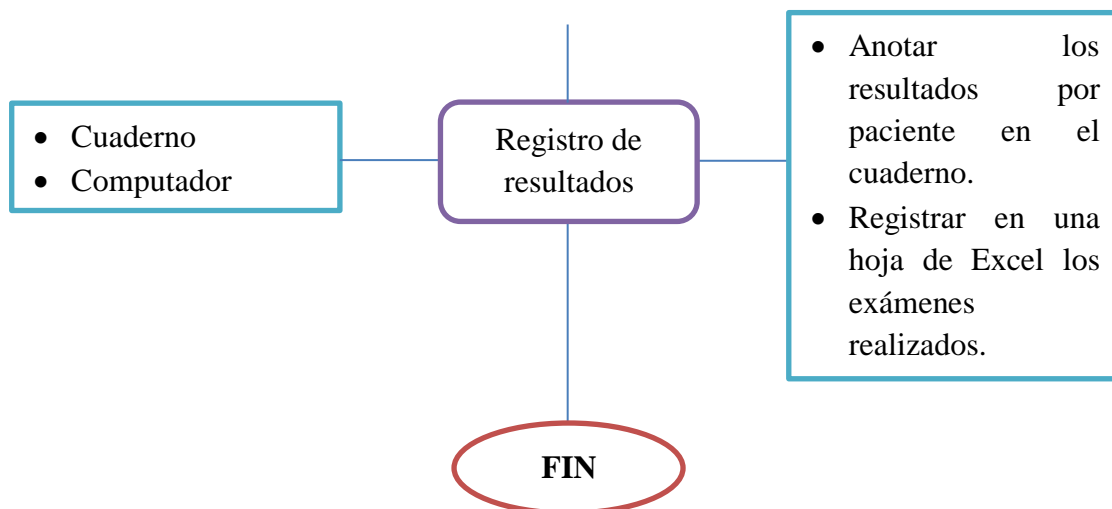 • Cuaderno
• Computador
Registro de
resultados
• Anotar los
resultados por
paciente en el
cuaderno.
• Registrar en una
hoja de Excel los
exámenes
realizados.
FIN